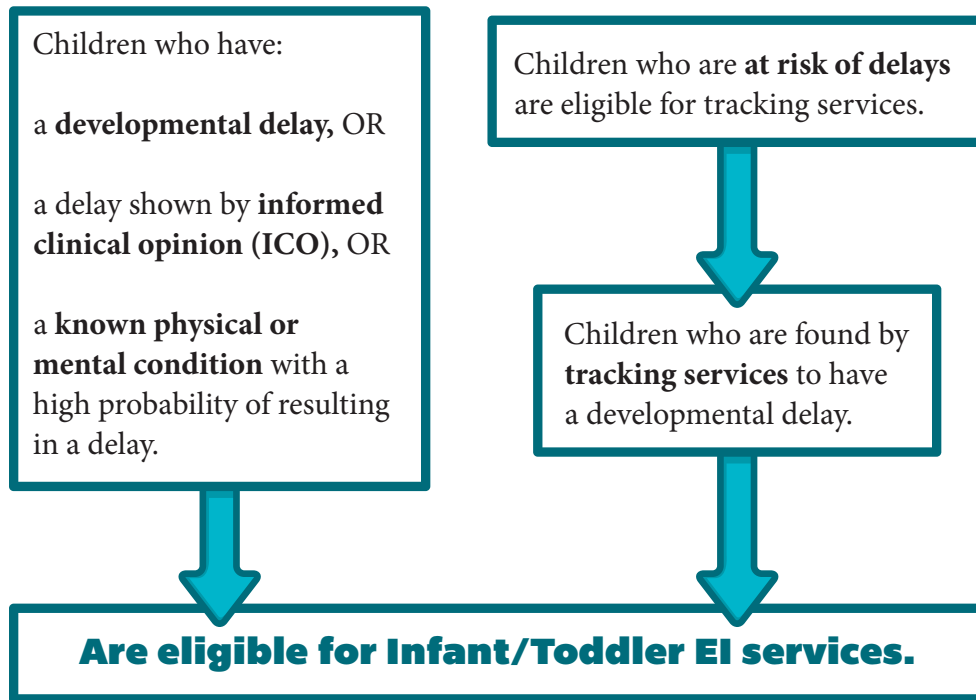 Children who have:
a developmental delay, OR
a delay shown by informed
clinical opinion (ICO), OR
a known physical or
mental condition with a
high probability of resulting
in a delay.
Children who are at risk of delays
are eligible for tracking services.
Children who are found by
tracking services to have
a developmental delay.
Are eligible for Infant/Toddler EI services.